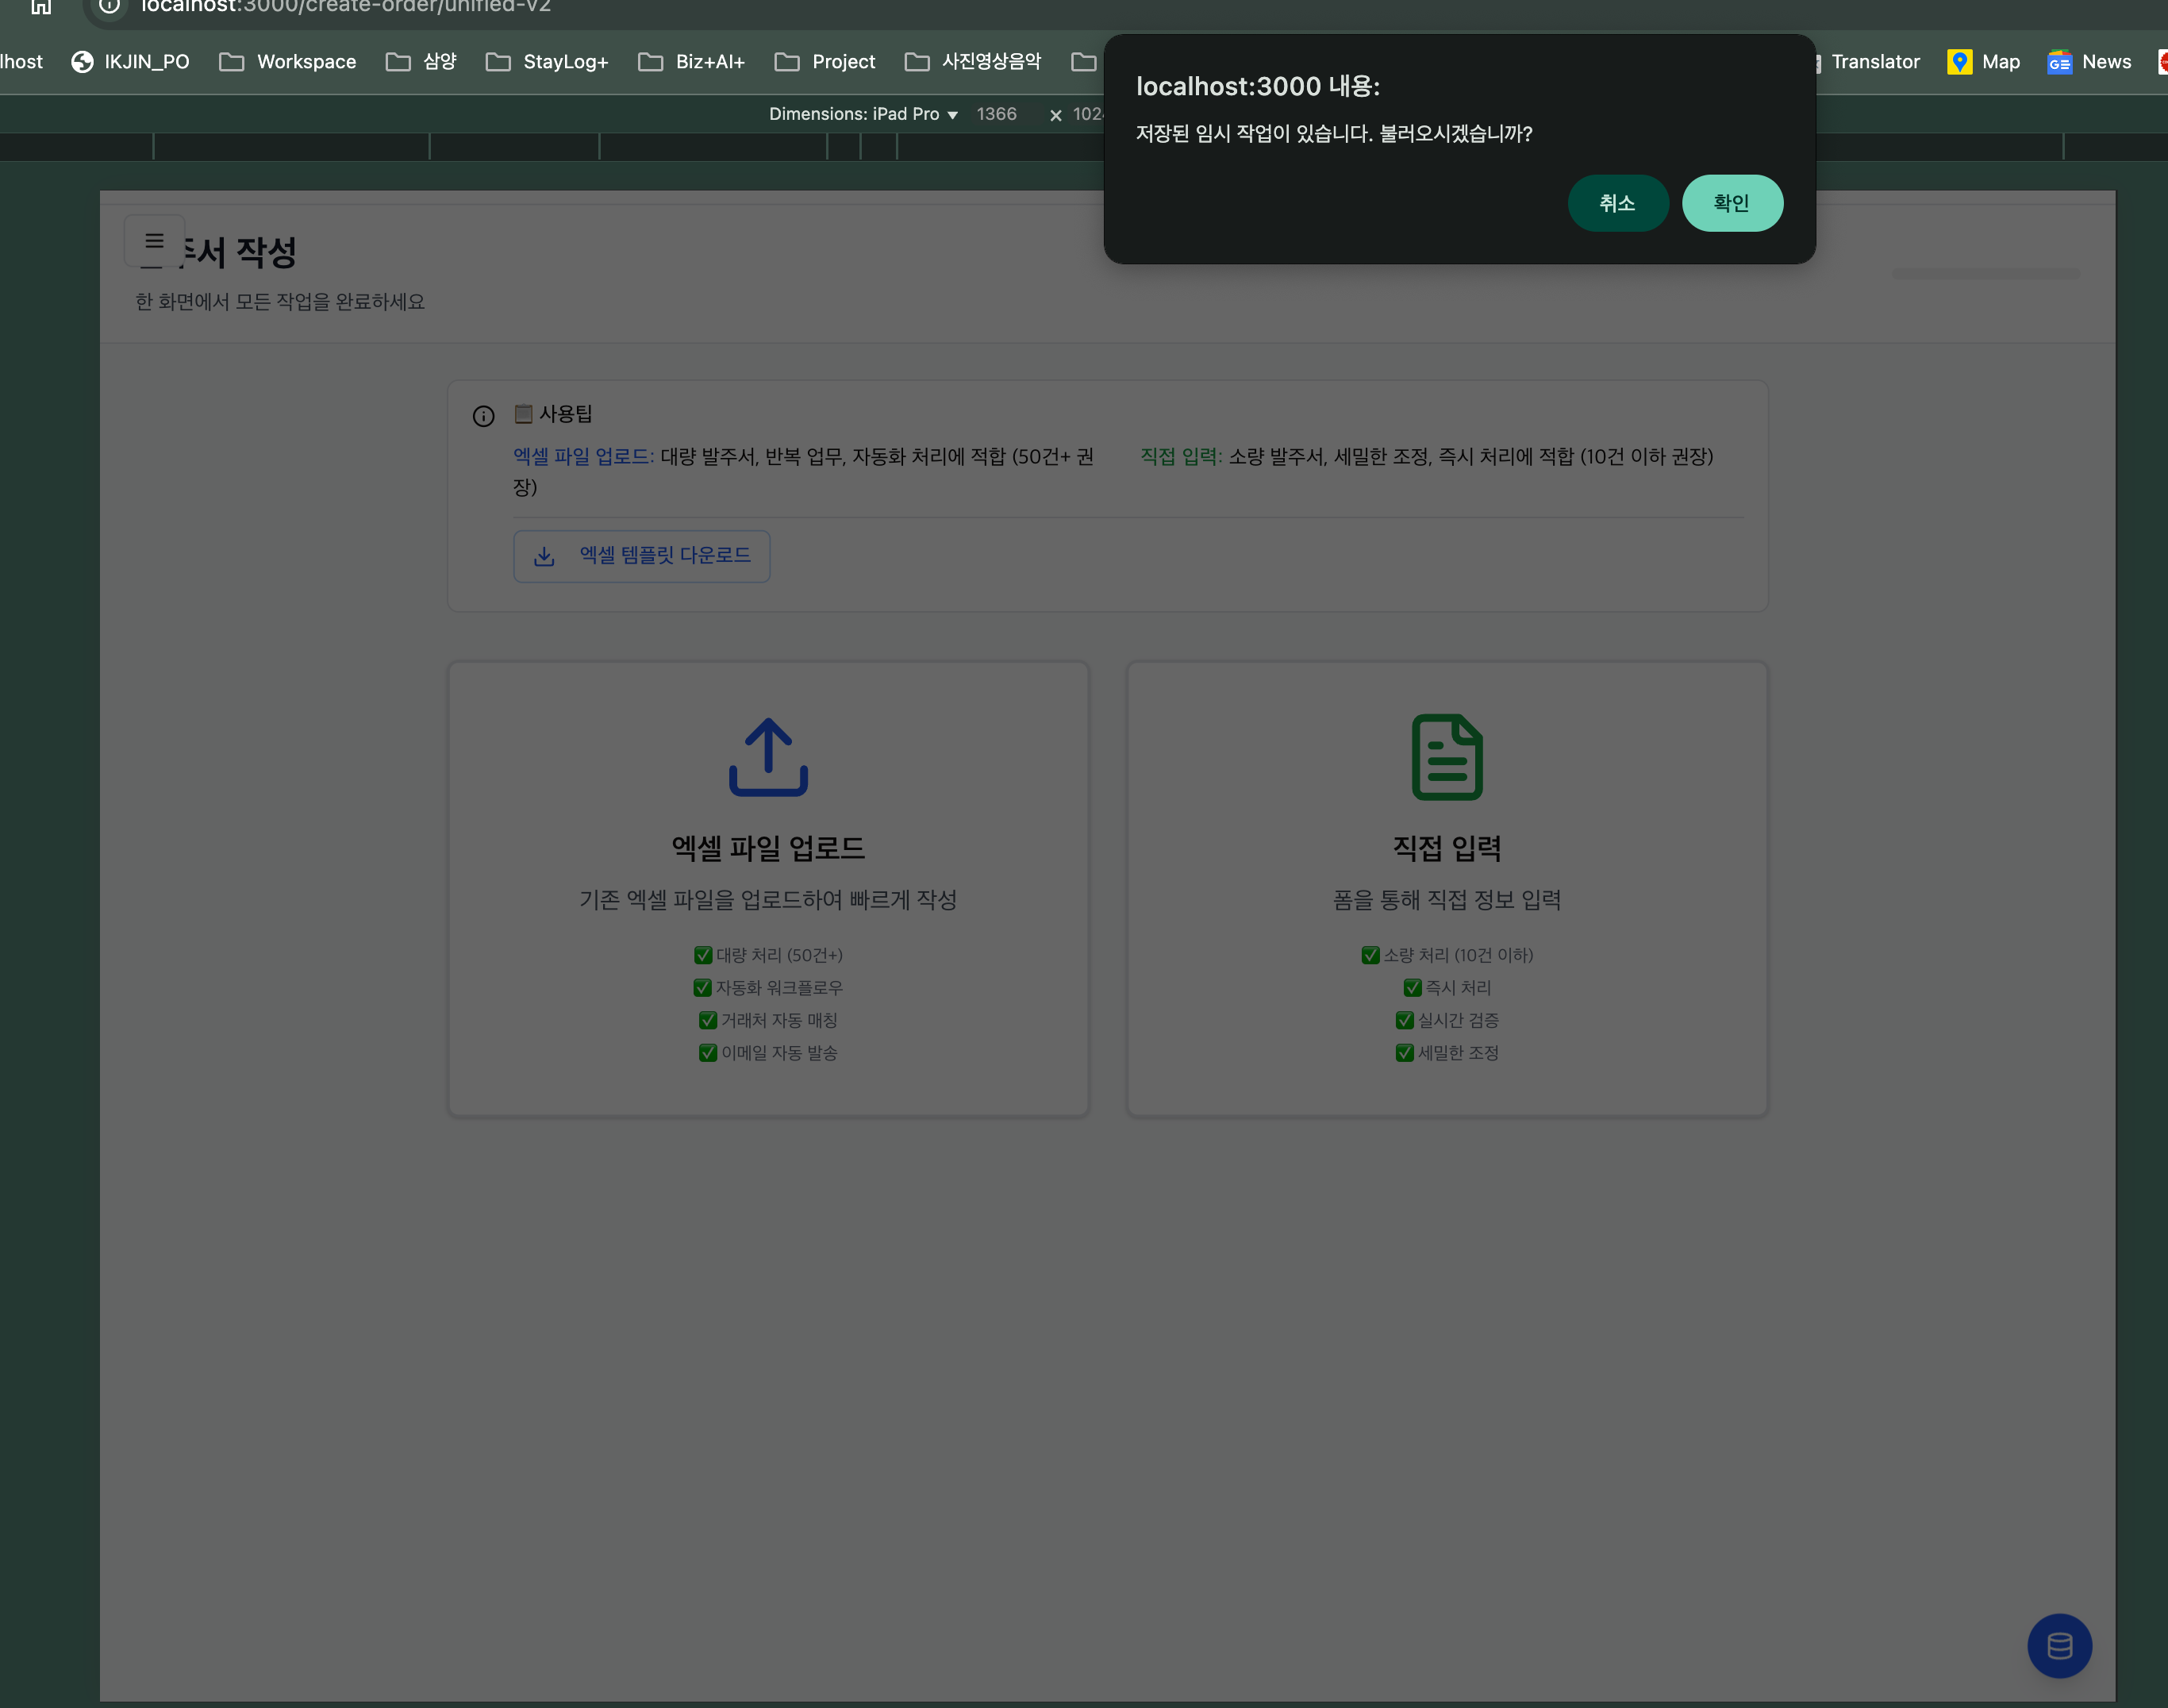 localhost:3000/create-order/unified-v2
lhost IKJIN_PO Workspace 삼양 StayLog+ Biz+AI+ Project 사진영상음악 Translator Map News
Dimensions: iPad Pro 1366 × 102
localhost:3000 내용:
저장된 임시 작업이 있습니다. 불러오시겠습니까?
취소 확인
주서 작성
한 화면에서 모든 작업을 완료하세요
사용팁
엑셀 파일 업로드: 대량 발주서, 반복 업무, 자동화 처리에 적합 (50건+ 권
장)
직접 입력: 소량 발주서, 세밀한 조정, 즉시 처리에 적합 (10건 이하 권장)
엑셀 템플릿 다운로드
엑셀 파일 업로드
기존 엑셀 파일을 업로드하여 빠르게 작성
✅ 대량 처리 (50건+)
✅ 자동화 워크플로우
✅ 거래처 자동 매칭
✅ 이메일 자동 발송
직접 입력
폼을 통해 직접 정보 입력
✅ 소량 처리 (10건 이하)
✅ 즉시 처리
✅ 실시간 검증
✅ 세밀한 조정